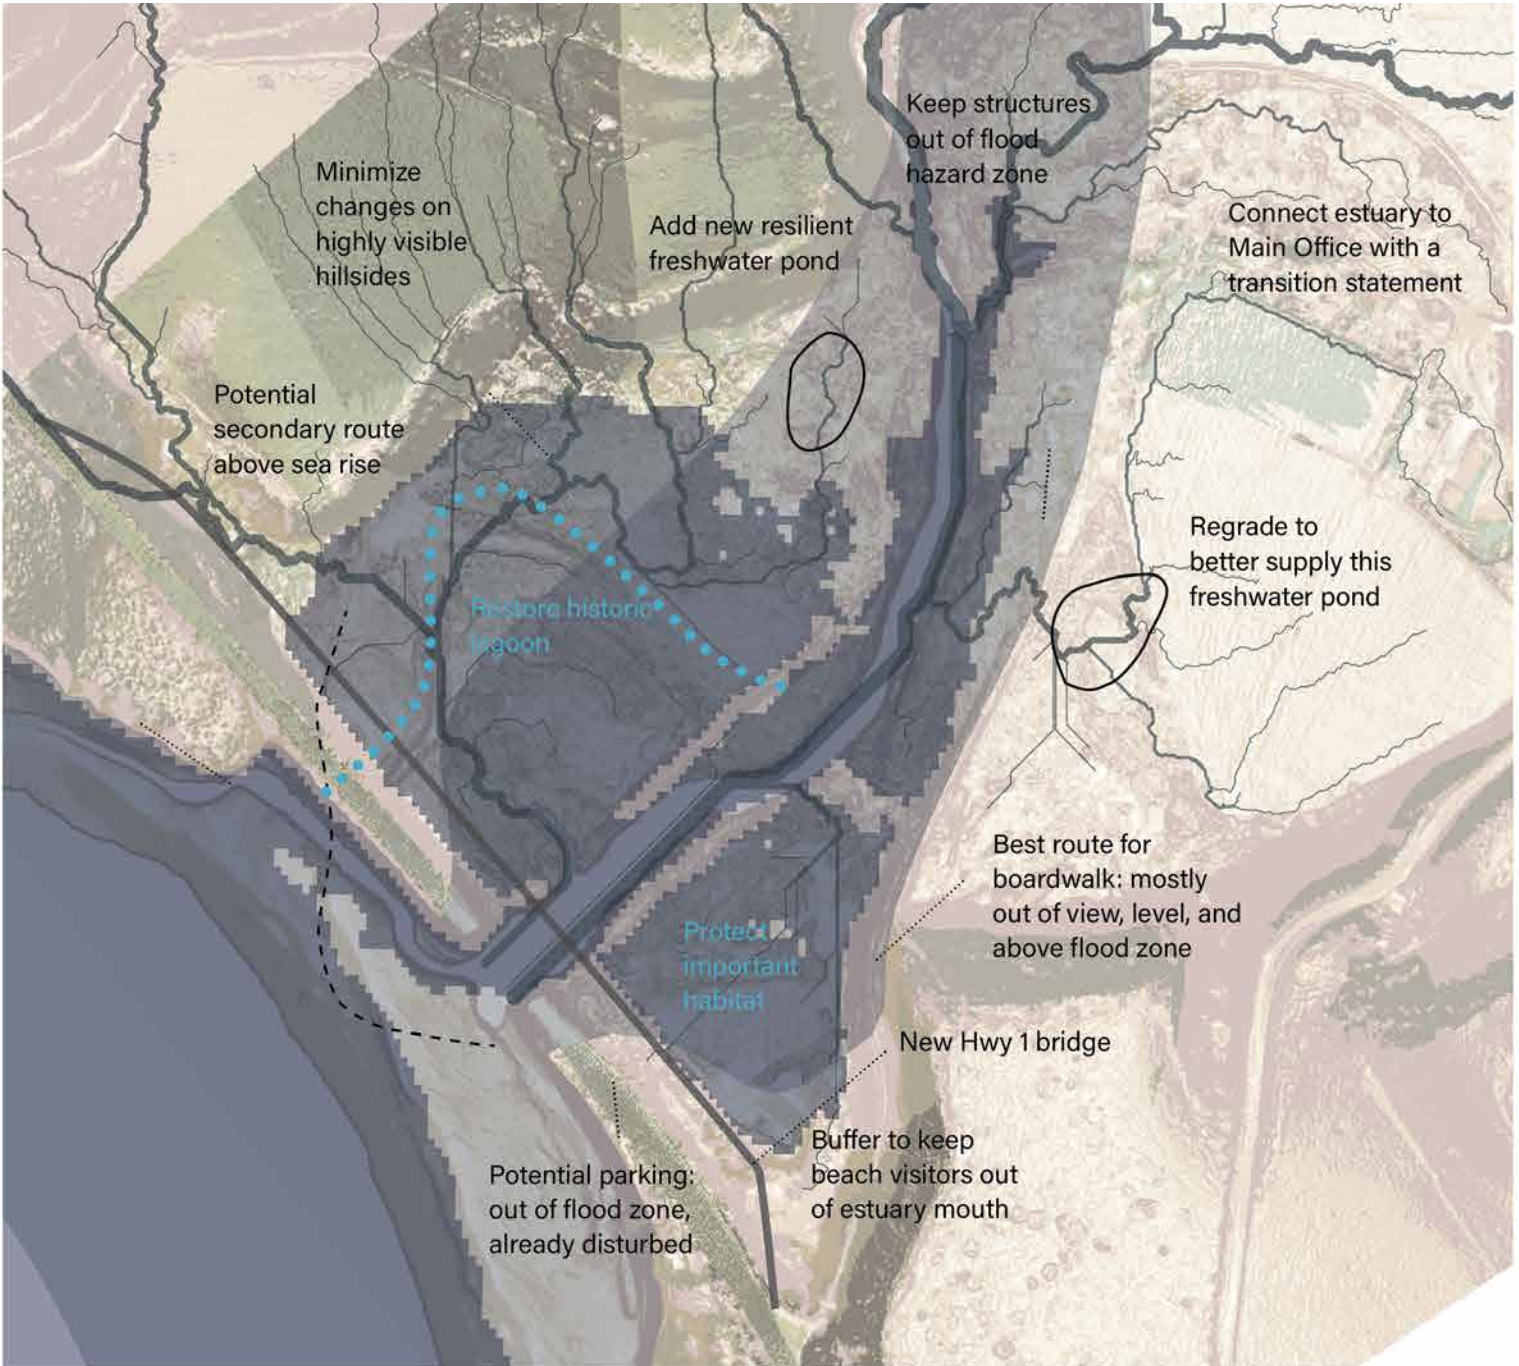 Keep structures
out of flood
hazard zone
Minimize
changes on
highly visible
hillsides
Add new resilient
freshwater pond
Connect estuary to
Main Office with a
transition statement
Potential
secondary route
above sea rise
Regrade to
better supply this
freshwater pond
Restore historic
lagoon
Best route for
boardwalk: mostly
out of view, level, and
above flood zone
Protect
important
habitat
New Hwy 1 bridge
Buffer to keep
beach visitors out
of estuary mouth
Potential parking:
out of flood zone,
already disturbed